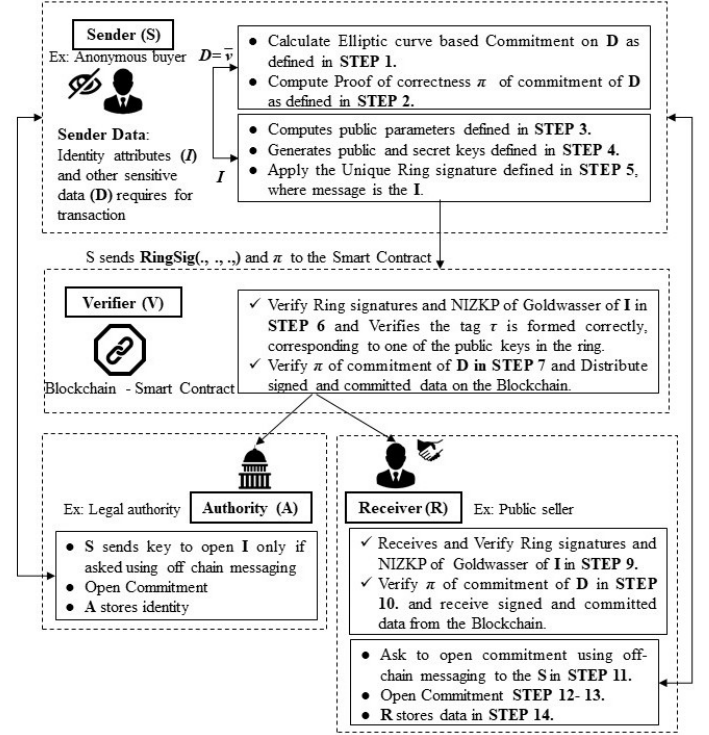 Sender (S)
Ex: Anonymous buyer
D= v̅
Sender Data:
Identity attributes (I)
and other sensitive
data (D) requires for
transaction
I
● Calculate Elliptic curve based Commitment on D as
defined in STEP 1.
● Compute Proof of correctness π of commitment of D
as defined in STEP 2.
● Computes public parameters defined in STEP 3.
● Generates public and secret keys defined in STEP 4.
● Apply the Unique Ring signature defined in STEP 5,
where message is the I.
S sends RingSig(., ., .,) and π to the Smart Contract
Verifier (V)
Blockchain - Smart Contract
✓ Verify Ring signatures and NIZKP of Goldwasser of I in
STEP 6 and Verifies the tag τ is formed correctly,
corresponding to one of the public keys in the ring.
✓ Verify π of commitment of D in STEP 7 and Distribute
signed and committed data on the Blockchain.
Ex: Legal authority
Authority (A)
● S sends key to open I only if
asked using off chain messaging
● Open Commitment
● A stores identity
Receiver (R)
Ex: Public seller
✓ Receives and Verify Ring signatures and
NIZKP of Goldwasser of I in STEP 9.
✓ Verify π of commitment of D in STEP
10. and receive signed and committed
data from the Blockchain.
● Ask to open commitment using off-
chain messaging to the S in STEP 11.
● Open Commitment STEP 12- 13.
● R stores data in STEP 14.